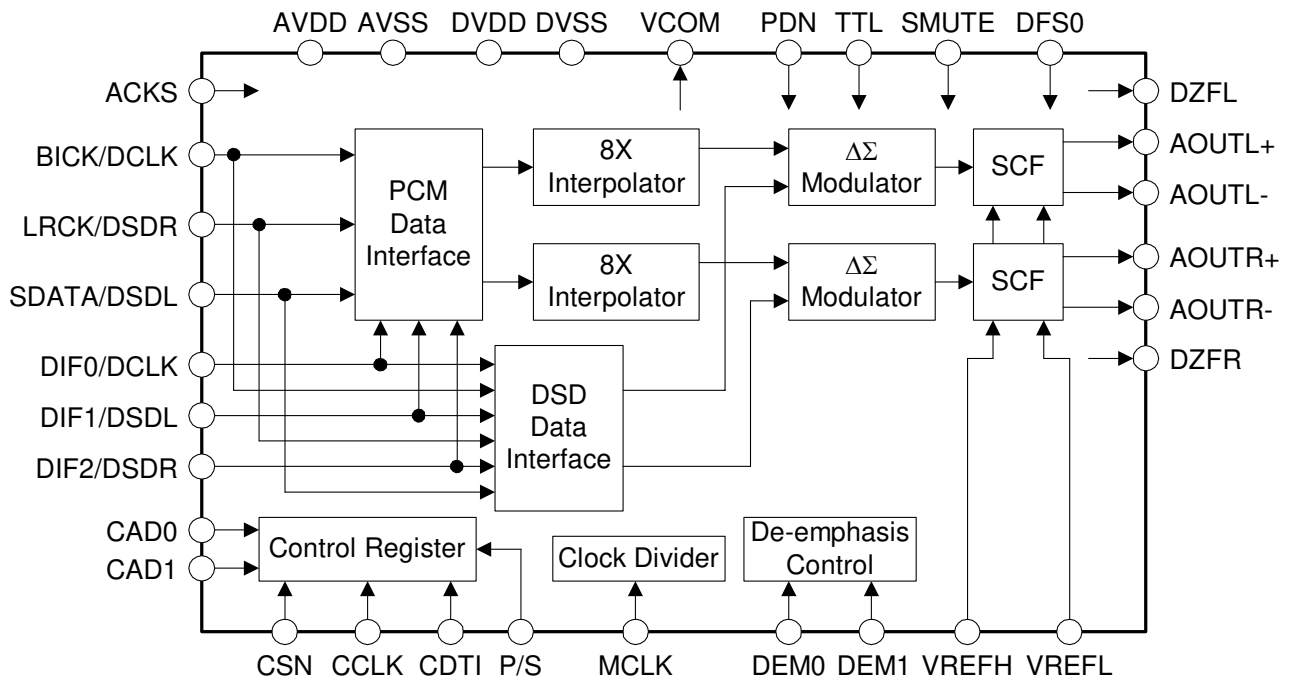 AVDD AVSS DVDD DVSS VCOM PDN TTL SMUTE DFS0
ACKS
BICK/DCLK
LRCK/DSDR
SDATA/DSDL
DIF0/DCLK
DIF1/DSDL
DIF2/DSDR
CAD0
CAD1
PCM
Data
Interface
8X
Interpolator
8X
Interpolator
DSD
Data
Interface
ΔΣ
Modulator
ΔΣ
Modulator
SCF
SCF
DZFL
AOUTL+
AOUTL-
AOUTR+
AOUTR-
DZFR
Control Register
Clock Divider
De-emphasis
Control
CSN CCLK CDTI P/S MCLK DEM0 DEM1 VREFH VREFL